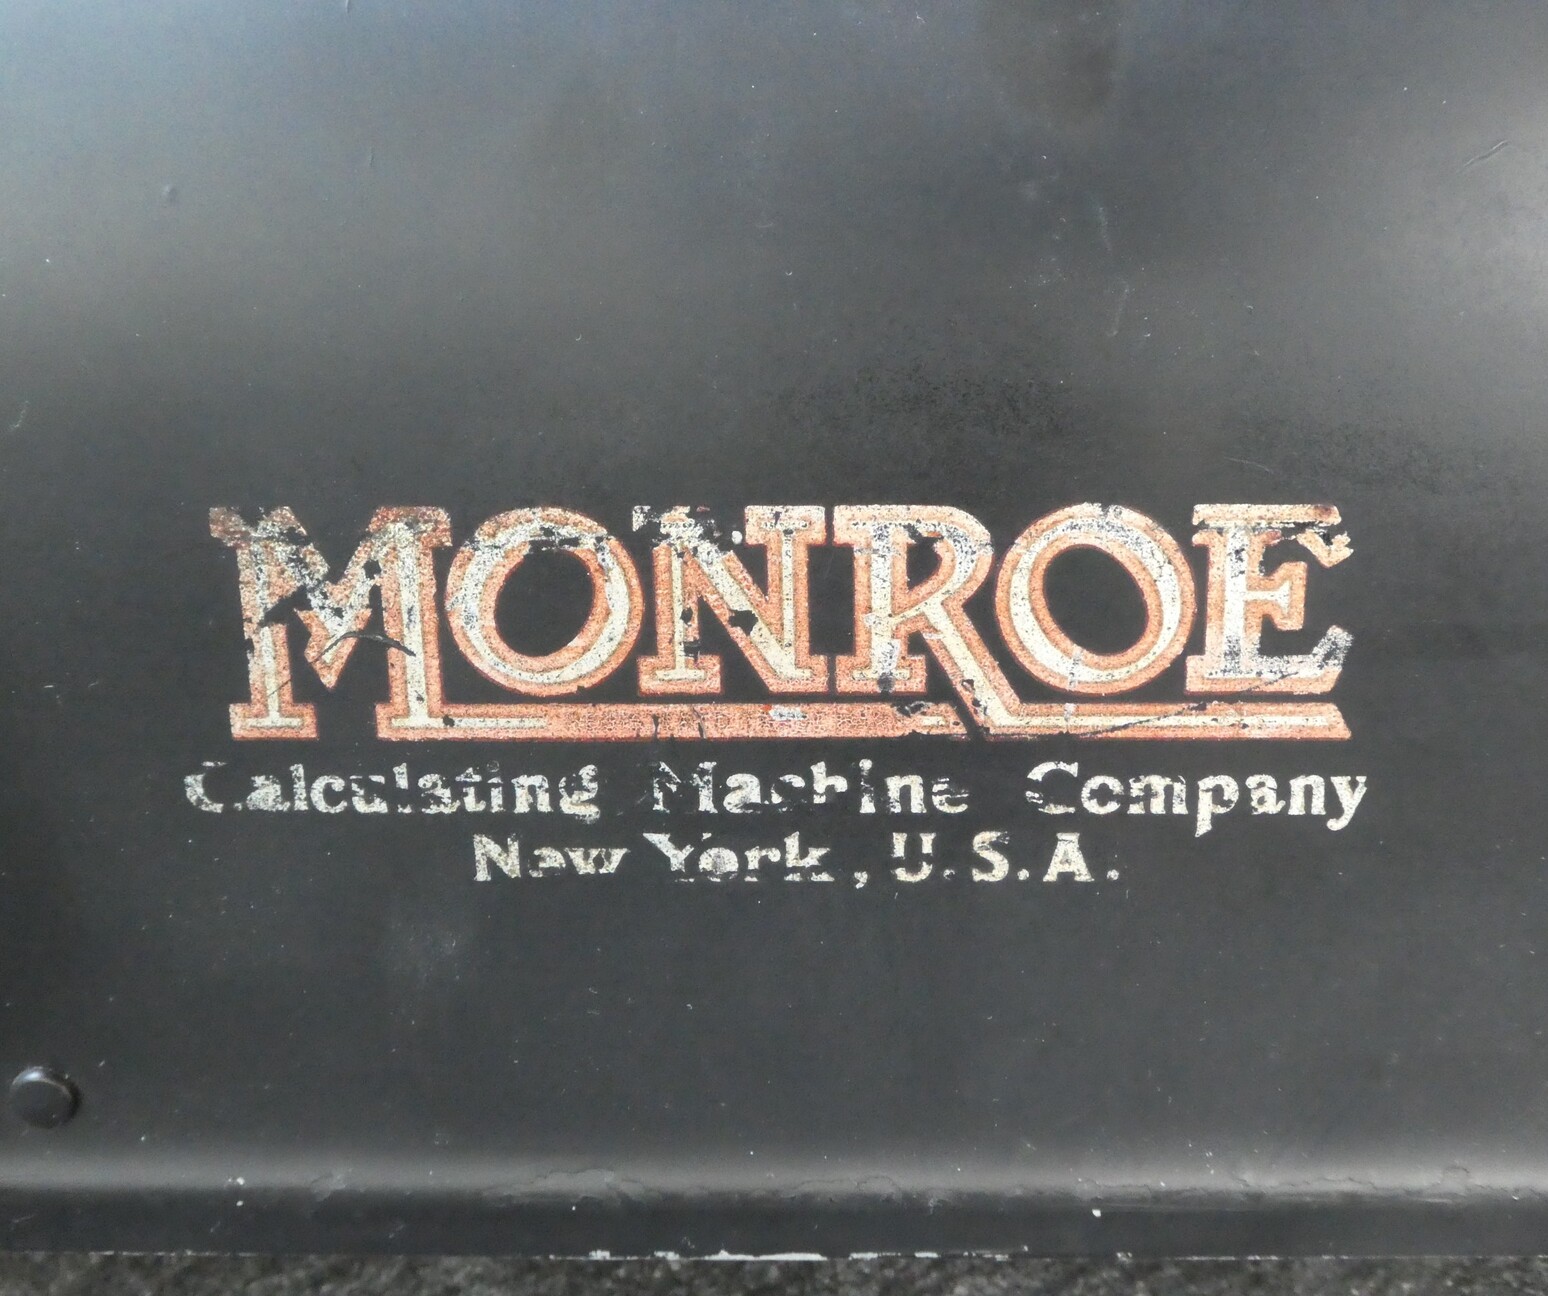 MONROE
Calculating Machine Company
New York, U.S.A.